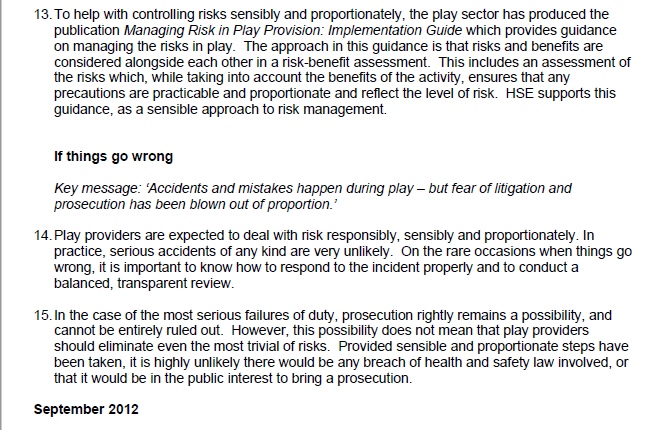 13. To help with controlling risks sensibly and proportionately, the play sector has produced the
publication Managing Risk in Play Provision: Implementation Guide which provides guidance
on managing the risks in play.  The approach in this guidance is that risks and benefits are
considered alongside each other in a risk-benefit assessment.  This includes an assessment of
the risks which, while taking into account the benefits of the activity, ensures that any
precautions are practicable and proportionate and reflect the level of risk.  HSE supports this
guidance, as a sensible approach to risk management.
If things go wrong
Key message: ‘Accidents and mistakes happen during play – but fear of litigation and
prosecution has been blown out of proportion.’
14. Play providers are expected to deal with risk responsibly, sensibly and proportionately. In
practice, serious accidents of any kind are very unlikely.  On the rare occasions when things go
wrong, it is important to know how to respond to the incident properly and to conduct a
balanced, transparent review.
15. In the case of the most serious failures of duty, prosecution rightly remains a possibility, and
cannot be entirely ruled out.  However, this possibility does not mean that play providers
should eliminate even the most trivial of risks.  Provided sensible and proportionate steps have
been taken, it is highly unlikely there would be any breach of health and safety law involved, or
that it would be in the public interest to bring a prosecution.
September 2012